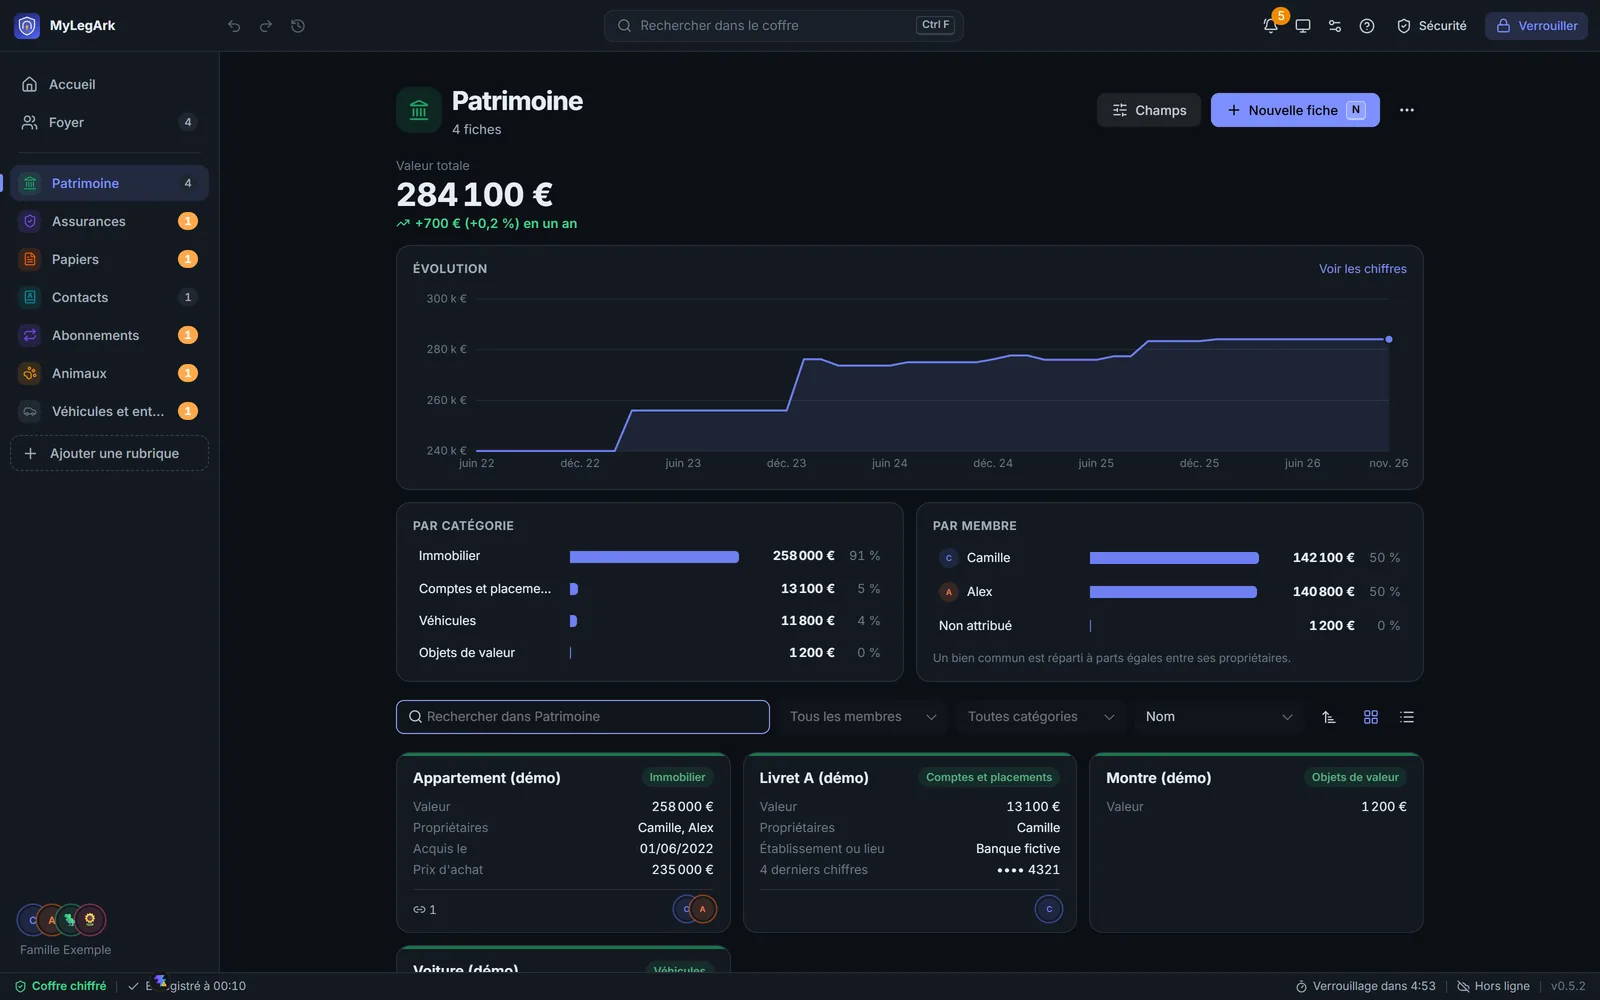 MyLegArk
Rechercher dans le coffre
Ctrl F
5
Sécurité
Verrouiller
Accueil
Foyer 4
Patrimoine 4
Assurances 1
Papiers 1
Contacts 1
Abonnements 1
Animaux 1
Véhicules et ent... 1
Ajouter une rubrique
C A
Famille Exemple
Patrimoine
4 fiches
Champs
Nouvelle fiche N
Valeur totale
284 100 €
+700 € (+0,2 %) en un an
ÉVOLUTION
Voir les chiffres
300 k €
280 k €
260 k €
240 k €
juin 22 déc. 22 juin 23 déc. 23 juin 24 déc. 24 juin 25 déc. 25 juin 26 nov. 26
PAR CATÉGORIE
Immobilier 258 000 € 91 %
Comptes et placeme... 13 100 € 5 %
Véhicules 11 800 € 4 %
Objets de valeur 1 200 € 0 %
PAR MEMBRE
C Camille 142 100 € 50 %
A Alex 140 800 € 50 %
Non attribué 1 200 € 0 %
Un bien commun est réparti à parts égales entre ses propriétaires.
Rechercher dans Patrimoine
Tous les membres
Toutes catégories
Nom
Appartement (démo) Immobilier
Valeur 258 000 €
Propriétaires Camille, Alex
Acquis le 01/06/2022
Prix d'achat 235 000 €
1
C A
Livret A (démo) Comptes et placements
Valeur 13 100 €
Propriétaires Camille
Établissement ou lieu Banque fictive
4 derniers chiffres •••• 4321
C
Montre (démo) Objets de valeur
Valeur 1 200 €
Voiture (démo) Véhicules
Coffre chiffré
gistré à 00:10
Verrouillage dans 4:53
Hors ligne
v0.5.2